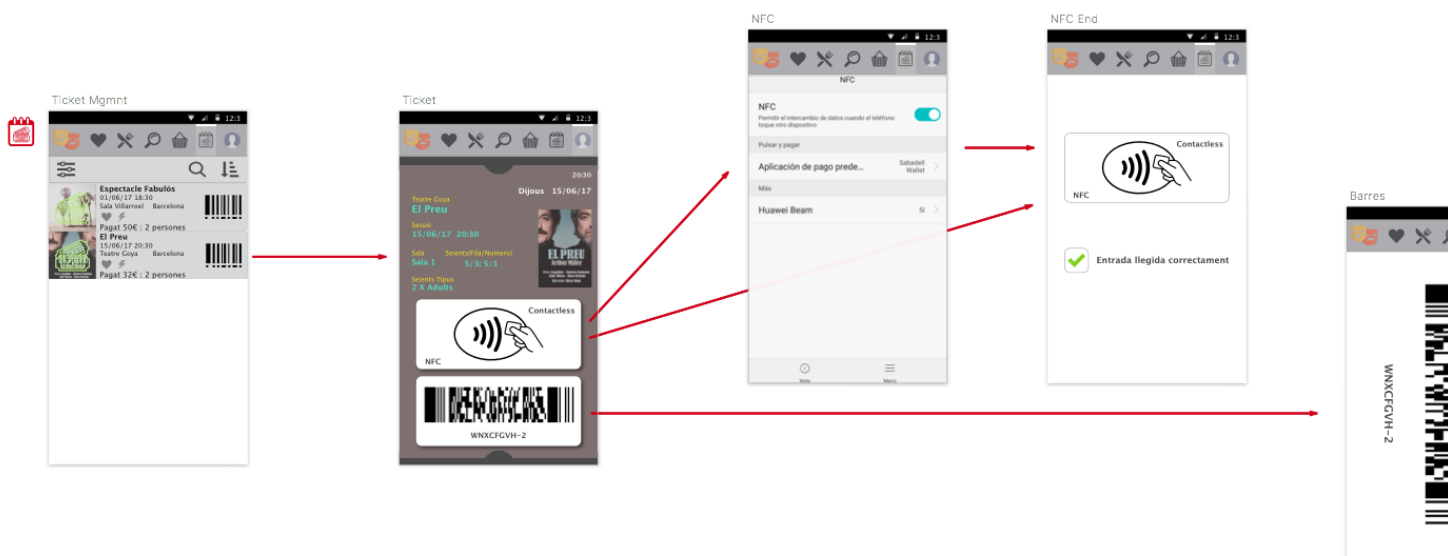 Ticket Mgmnt
12:3
Espectacle Fabulós
01/06/17 18:30
Sala Villarroel Barcelona
Pagat 50€ : 2 persones
El Preu
15/06/17 20:30
Teatre Goya Barcelona
Pagat 32€ : 2 persones
Ticket
12:3
20:30
Dijous 15/06/17
Teatre Goya
El Preu
Sessió
15/06/17 20:30
Sala Seients(Fila/Numero)
Sala 1 5/3; 5/1
Seients Tipus
2 X Adults
EL PREU
Arthur Miller
Contactless
NFC
WNXCFGVH-2
NFC
12:3
NFC
NFC
Permitir el intercambio de datos cuando el teléfono
toque otro dispositivo
Pulsar y pagar
Aplicación de pago prede... Sabadell
Wallet
Más
Huawei Beam Sí
Nota Menú
NFC End
12:3
Contactless
NFC
Entrada llegida correctament
Barres
WNXCFGVH-2